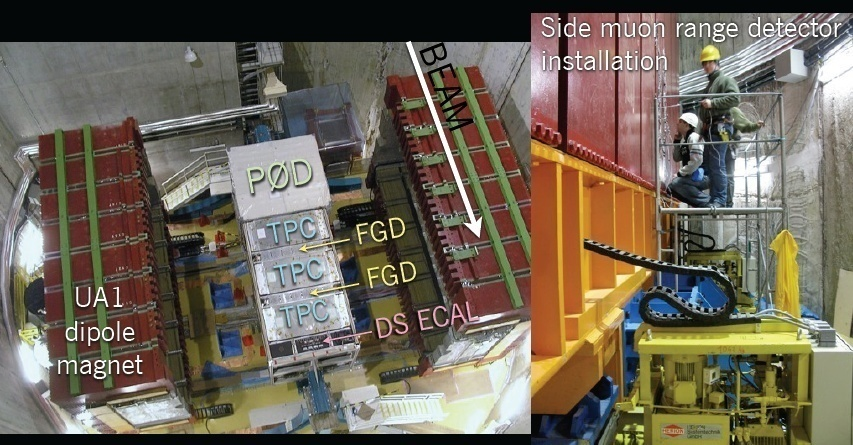 Side muon range detector
installation
BEAM
PØD
TPC
FGD
TPC
FGD
TPC
DS ECAL
UA1
dipole
magnet